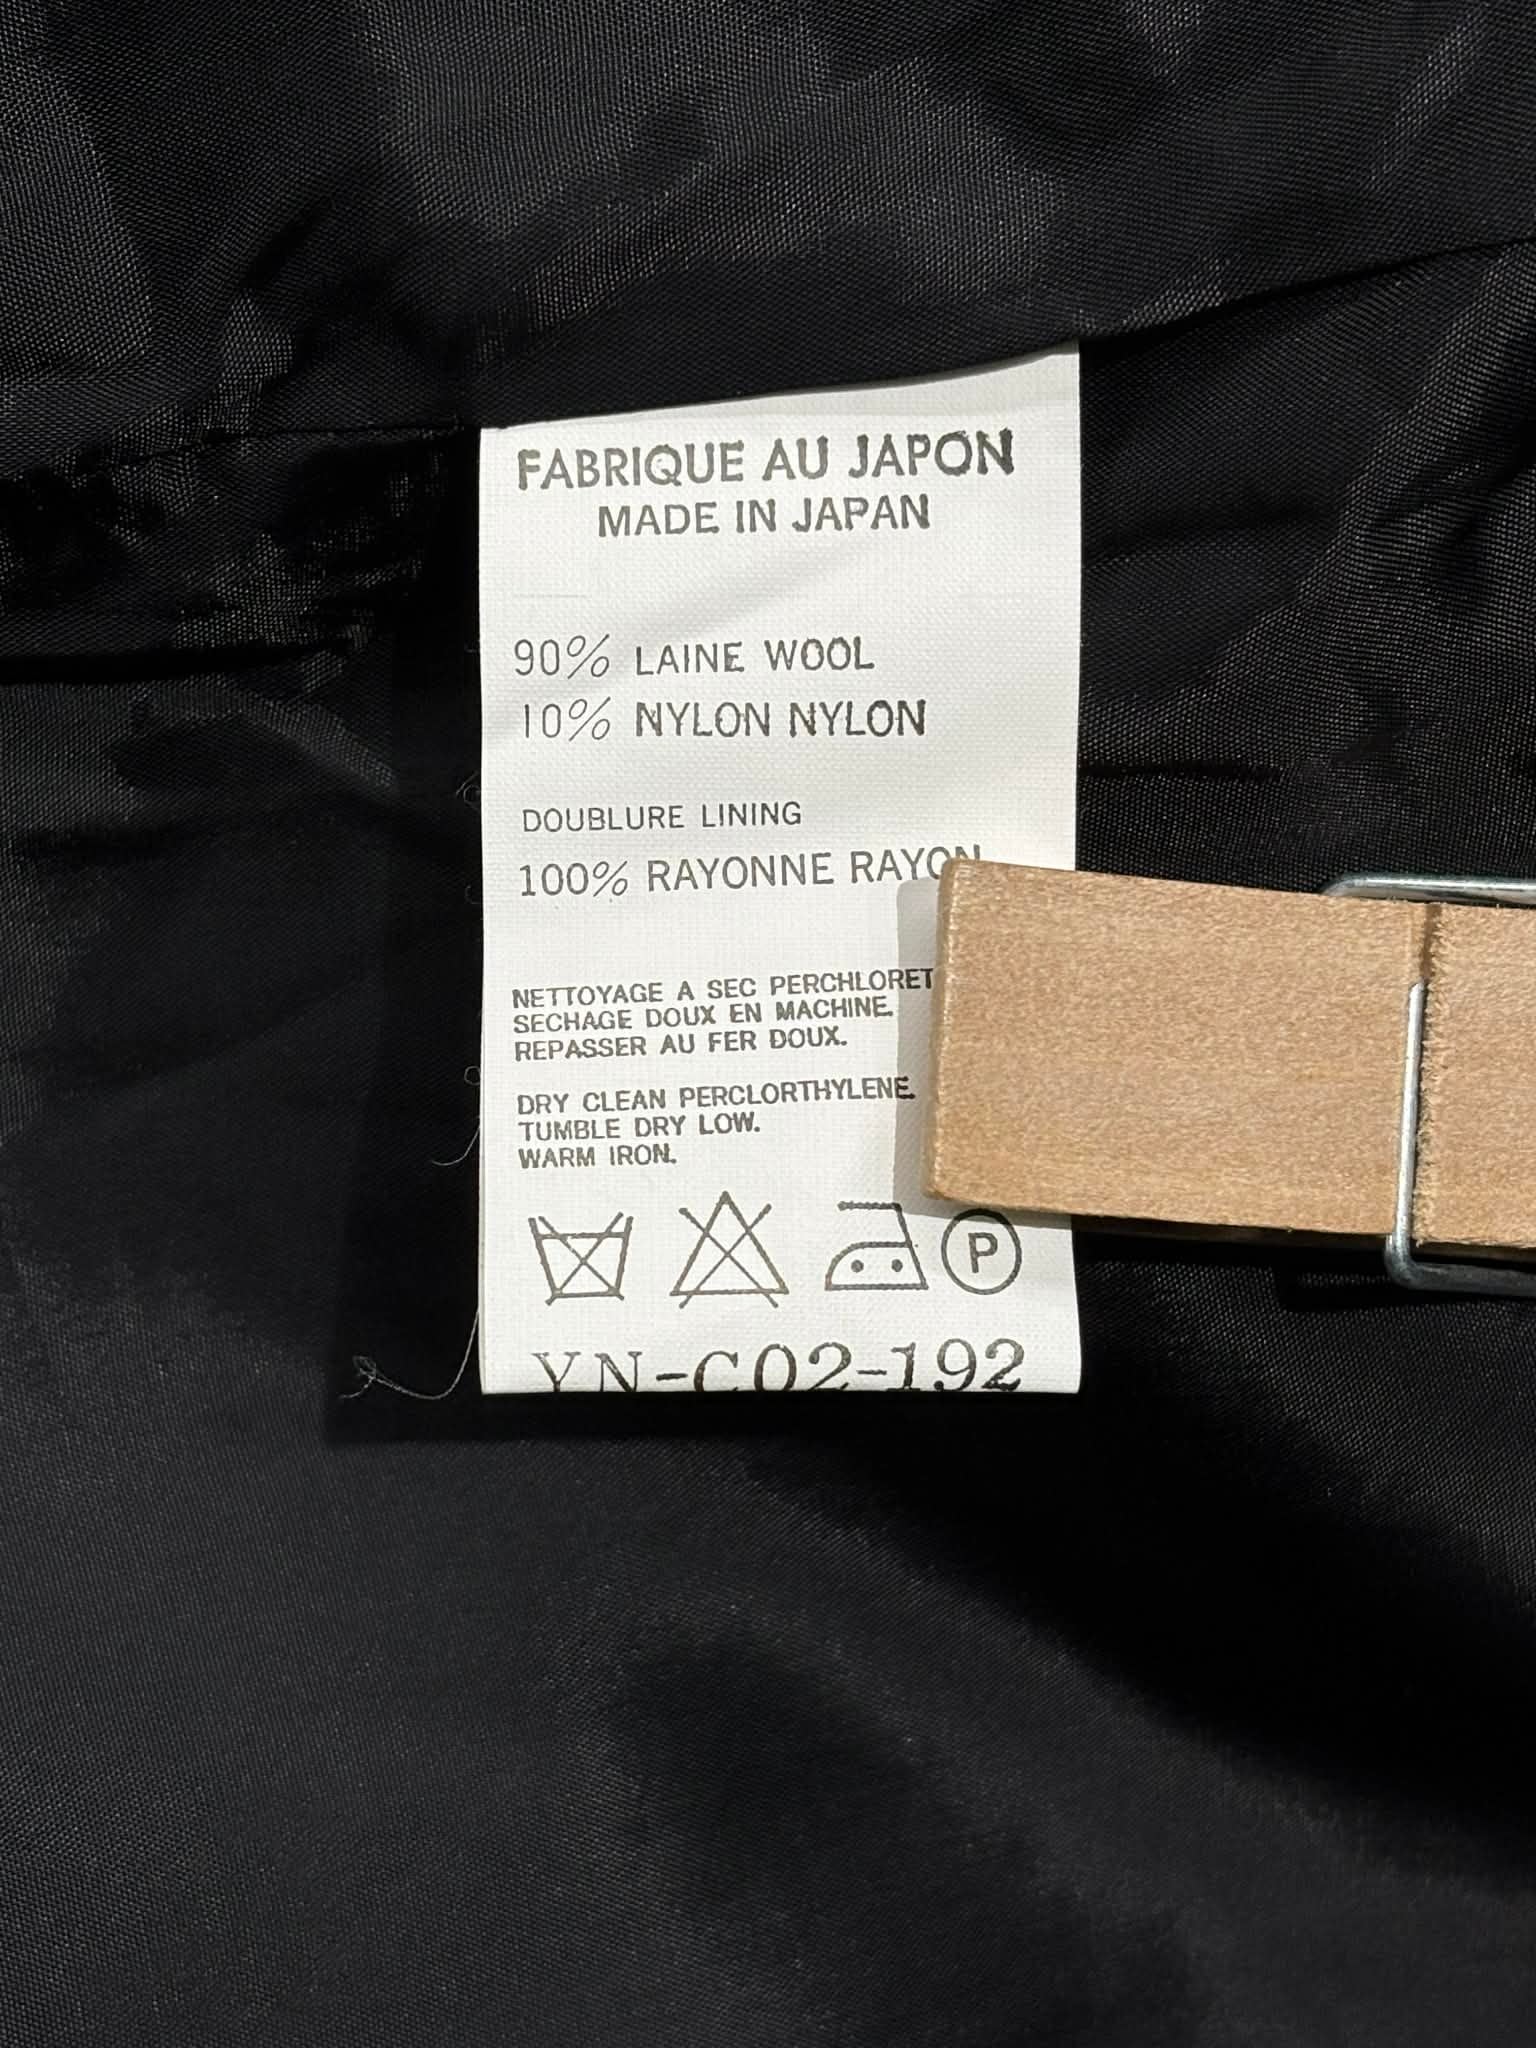 FABRIQUE AU JAPON
MADE IN JAPAN
90% LAINE WOOL
10% NYLON NYLON
DOUBLURE LINING
100% RAYONNE RAYON
NETTOYAGE A SEC
SECHAGE DOUX EN MACHINE.
REPASSER AU FER DOUX.
DRY CLEAN PERCLORTHYLENE.
TUMBLE DRY LOW.
WARM IRON.
P
YN-C02-192